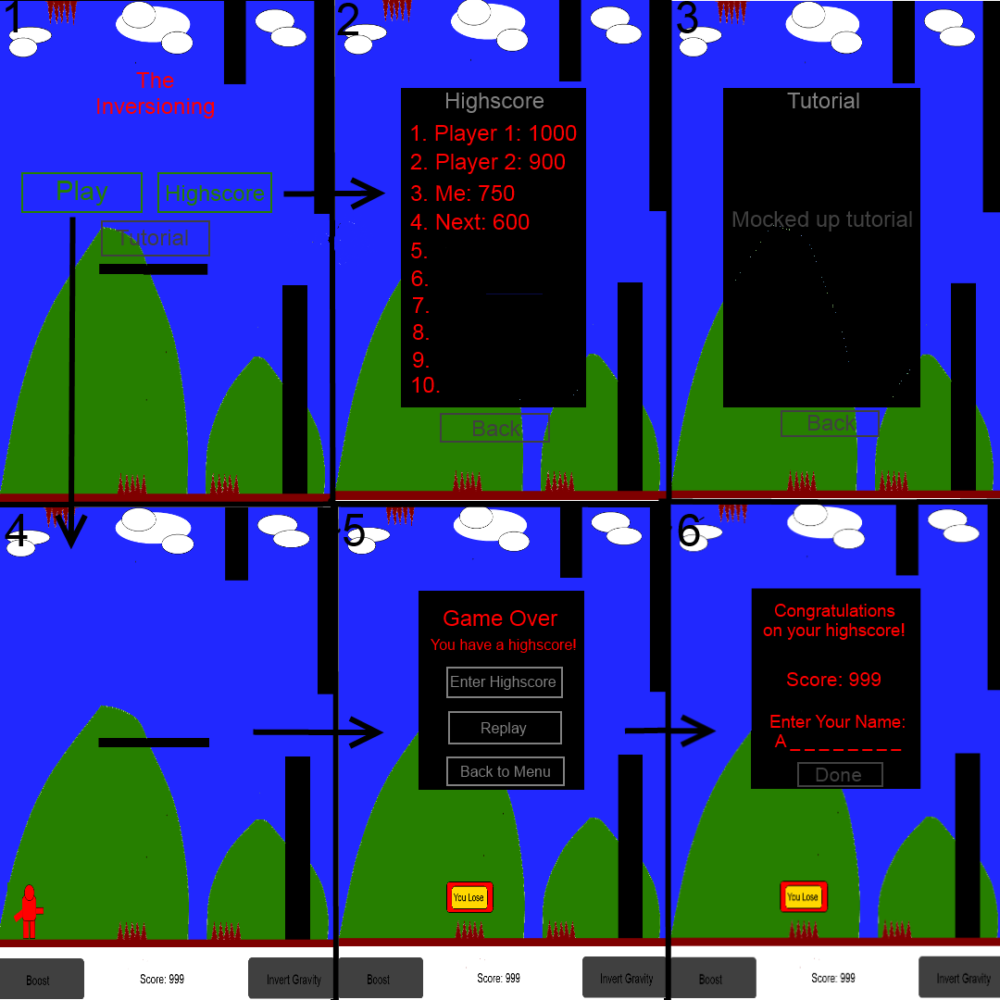 1
The
Inversioning
Play
Highscore
Tutorial
2
Highscore
1. Player 1: 1000
2. Player 2: 900
3. Me: 750
4. Next: 600
5.
6.
7.
8.
9.
10.
Back
3
Tutorial
Mocked up tutorial
Back
4
Boost
Score: 999
Invert Gravity
5
Game Over
You have a highscore!
Enter Highscore
Replay
Back to Menu
You Lose
Boost
Score: 999
Invert Gravity
6
Congratulations
on your highscore!
Score: 999
Enter Your Name:
A _ _ _ _ _ _ _ _
Done
You Lose
Boost
Score: 999
Invert Gravity